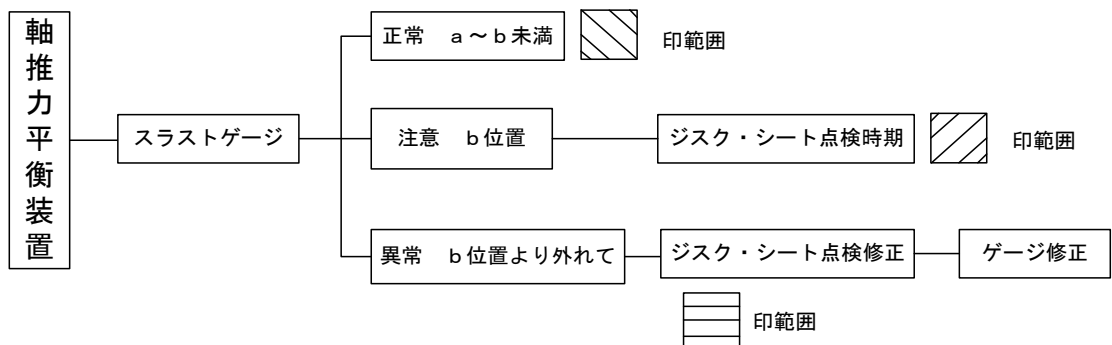 軸推力平衡装置
スラストゲージ
正常 a～b未満
印範囲
注意 b位置
ジスク・シート点検時期
印範囲
異常 b位置より外れて
ジスク・シート点検修正
ゲージ修正
印範囲